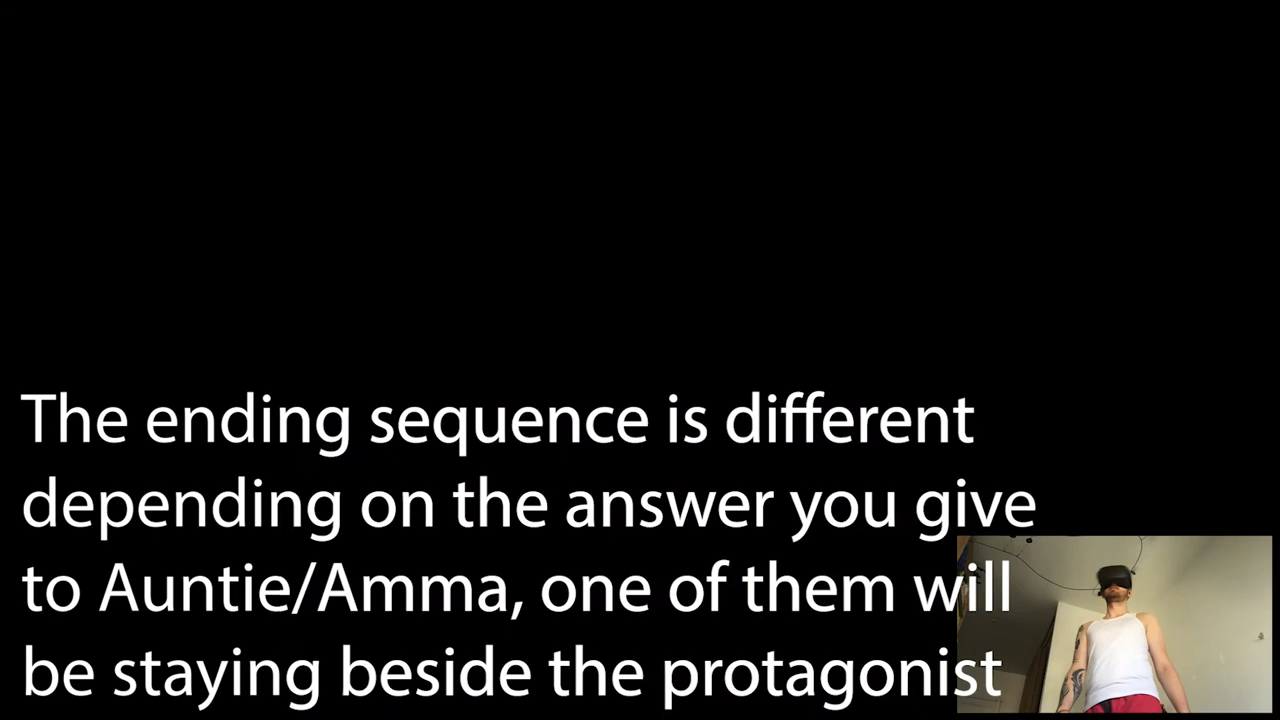 The ending sequence is different
depending on the answer you give
to Auntie/Amma, one of them will
be staying beside the protagonist